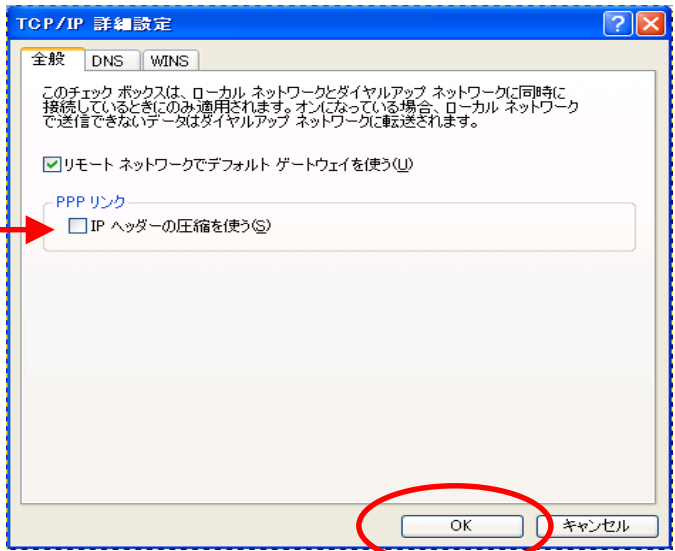 TCP/IP 詳細設定
全般 DNS WINS
このチェック ボックスは、ローカル ネットワークとダイヤルアップ ネットワークに同時に
接続しているときにのみ適用されます。オンになっている場合、ローカル ネットワーク
で送信できないデータはダイヤルアップ ネットワークに転送されます。
リモート ネットワークでデフォルト ゲートウェイを使う(U)
PPP リンク
IP ヘッダーの圧縮を使う(S)
OK キャンセル